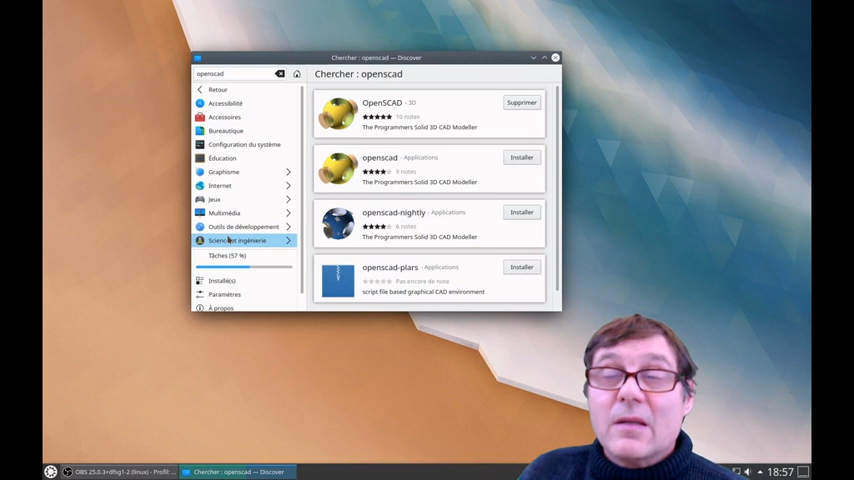 Chercher : openscad — Discover
openscad
Chercher : openscad
Retour
Accessibilité
Accessoires
Bureautique
Configuration du système
Éducation
Graphisme
Internet
Jeux
Multimédia
Outils de développement
Science et ingénierie
Tâches (57 %)
Installé(s)
Paramètres
À propos
OpenSCAD - 3D
Supprimer
10 notes
The Programmers Solid 3D CAD Modeller
openscad - Applications
Installer
9 notes
The Programmers Solid 3D CAD Modeller
openscad-nightly - Applications
Installer
6 notes
The Programmers Solid 3D CAD Modeller
openscad-plars - Applications
Installer
Pas encore de note
script file based graphical CAD environment
OBS 25.0.3+dfsg1-2 (linux) - Profil: ...
Chercher : openscad — Discover
18:57